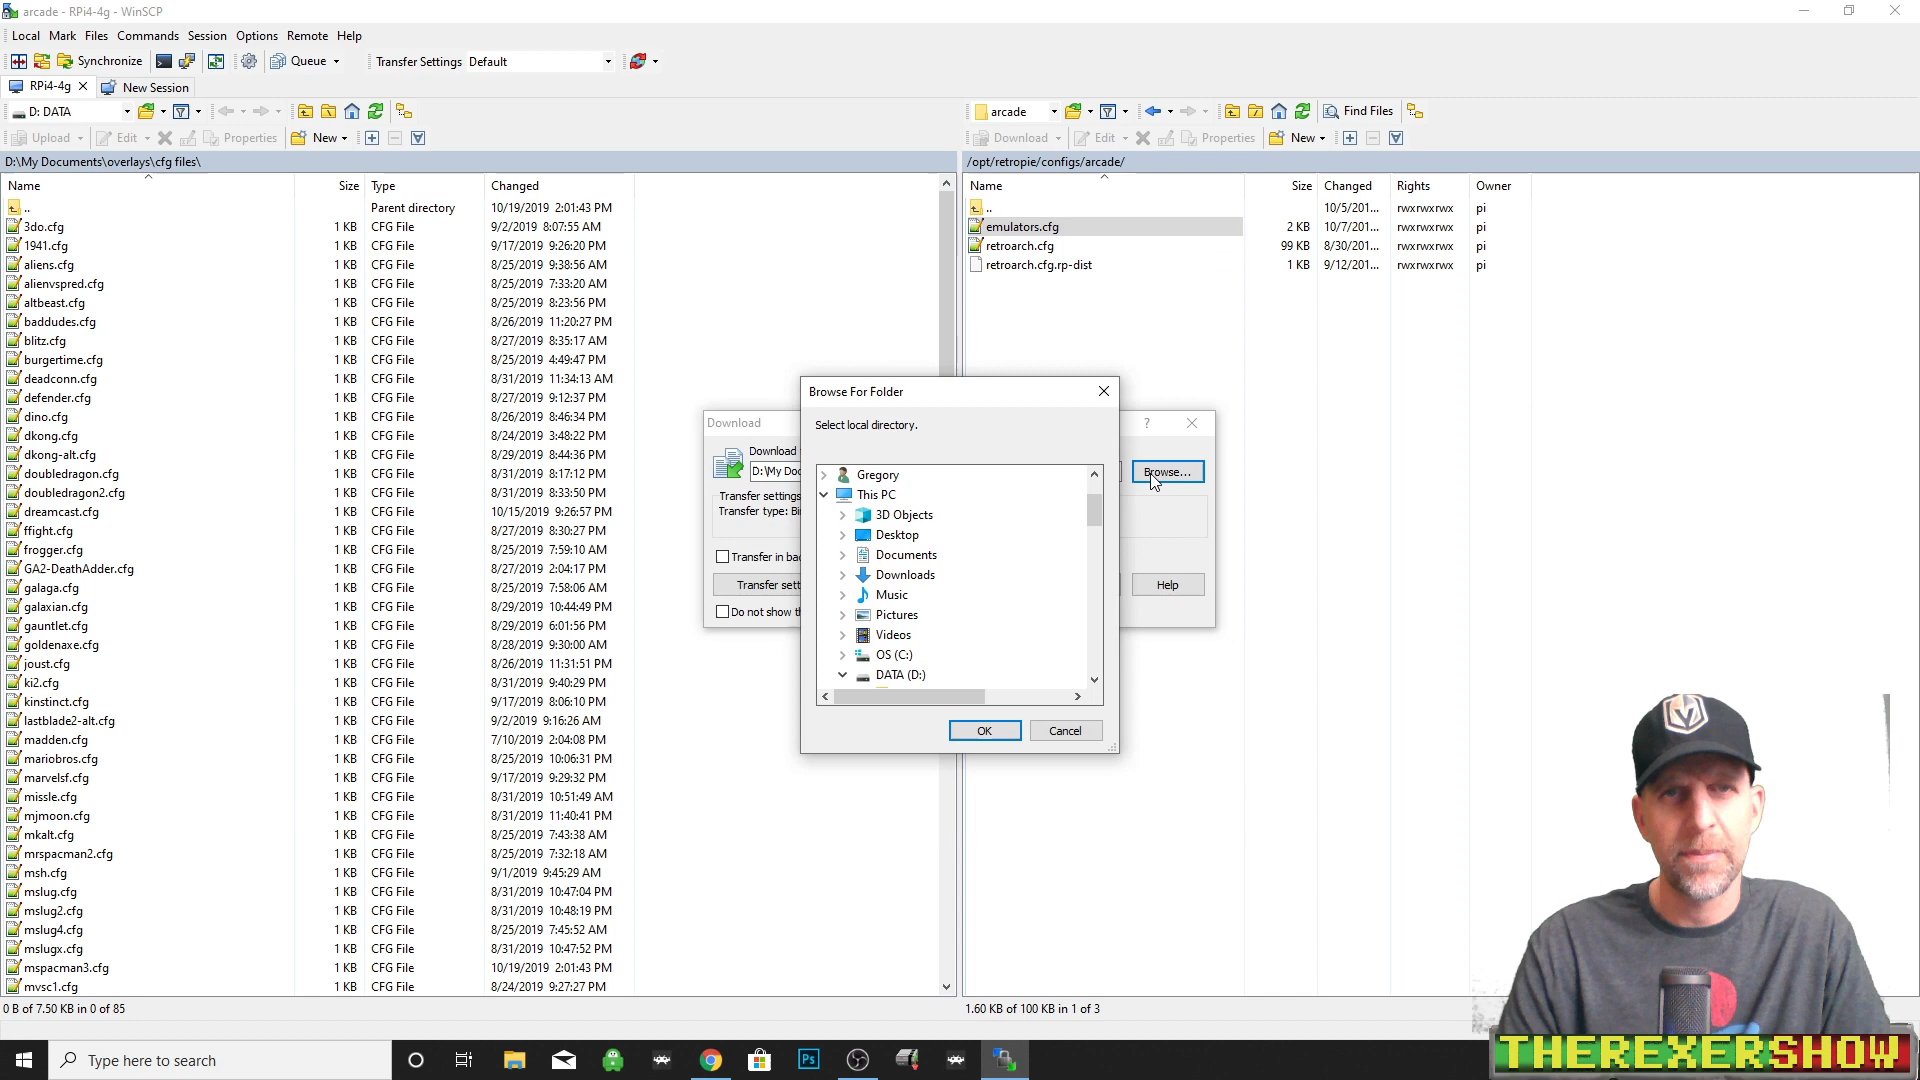 arcade - RPi4-4g - WinSCP
Local Mark Files Commands Session Options Remote Help
Synchronize Queue Transfer Settings Default
RPi4-4g New Session
D: DATA
arcade Find Files
Upload Edit Properties New
Download Edit Properties New
D:\My Documents\overlays\cfg files\
/opt/retropie/configs/arcade/
Name Size Type Changed
.. Parent directory 10/19/2019 2:01:43 PM
3do.cfg 1 KB CFG File 9/2/2019 8:07:55 AM
1941.cfg 1 KB CFG File 9/17/2019 9:26:20 PM
aliens.cfg 1 KB CFG File 8/25/2019 9:38:56 AM
alienvspred.cfg 1 KB CFG File 8/25/2019 7:33:20 AM
altbeast.cfg 1 KB CFG File 8/25/2019 8:23:56 PM
baddudes.cfg 1 KB CFG File 8/26/2019 11:20:27 PM
blitz.cfg 1 KB CFG File 8/27/2019 8:35:17 AM
burgertime.cfg 1 KB CFG File 8/25/2019 4:49:47 PM
deadconn.cfg 1 KB CFG File 8/31/2019 11:34:13 AM
defender.cfg 1 KB CFG File 8/27/2019 9:12:37 PM
dino.cfg 1 KB CFG File 8/26/2019 8:46:34 PM
dkong.cfg 1 KB CFG File 8/24/2019 3:48:22 PM
dkong-alt.cfg 1 KB CFG File 8/29/2019 8:44:36 PM
doubledragon.cfg 1 KB CFG File 8/31/2019 8:17:12 PM
doubledragon2.cfg 1 KB CFG File 8/31/2019 8:33:50 PM
dreamcast.cfg 1 KB CFG File 10/15/2019 9:26:57 PM
ffight.cfg 1 KB CFG File 8/27/2019 8:30:27 PM
frogger.cfg 1 KB CFG File 8/25/2019 7:59:10 AM
GA2-DeathAdder.cfg 1 KB CFG File 8/27/2019 2:04:17 PM
galaga.cfg 1 KB CFG File 8/25/2019 7:58:06 AM
galaxian.cfg 1 KB CFG File 8/29/2019 10:44:49 PM
gauntlet.cfg 1 KB CFG File 8/29/2019 6:01:56 PM
goldenaxe.cfg 1 KB CFG File 8/28/2019 9:30:00 AM
joust.cfg 1 KB CFG File 8/26/2019 11:31:51 PM
ki2.cfg 1 KB CFG File 8/31/2019 9:40:29 PM
kinstinct.cfg 1 KB CFG File 9/17/2019 8:06:10 PM
lastblade2-alt.cfg 1 KB CFG File 9/2/2019 9:16:26 AM
madden.cfg 1 KB CFG File 7/10/2019 2:04:08 PM
mariobros.cfg 1 KB CFG File 8/25/2019 10:06:31 PM
marvelsf.cfg 1 KB CFG File 9/17/2019 9:29:32 PM
missle.cfg 1 KB CFG File 8/31/2019 10:51:49 AM
mjmoon.cfg 1 KB CFG File 8/31/2019 11:40:41 PM
mkalt.cfg 1 KB CFG File 8/25/2019 7:43:38 AM
mrspacman2.cfg 1 KB CFG File 8/25/2019 7:32:18 AM
msh.cfg 1 KB CFG File 9/1/2019 9:45:29 AM
mslug.cfg 1 KB CFG File 8/31/2019 10:47:04 PM
mslug2.cfg 1 KB CFG File 8/31/2019 10:48:19 PM
mslug4.cfg 1 KB CFG File 8/25/2019 7:45:52 AM
mslugx.cfg 1 KB CFG File 8/31/2019 10:47:52 PM
mspacman3.cfg 1 KB CFG File 10/19/2019 2:01:43 PM
mvsc1.cfg 1 KB CFG File 8/24/2019 9:27:27 PM
0 B of 7.50 KB in 0 of 85
Name Size Changed Rights Owner
.. 10/5/201... rwxrwxrwx pi
emulators.cfg 2 KB 10/7/201... rwxrwxrwx pi
retroarch.cfg 99 KB 8/30/201... rwxrwxrwx pi
retroarch.cfg.rp-dist 1 KB 9/12/201... rwxrwxrwx pi
1.60 KB of 100 KB in 1 of 3
Download ?
Download
D:\My Doc
Browse...
Transfer settings
Transfer type: Bi
Transfer in bac
Transfer sett
Help
Do not show th
Browse For Folder
Select local directory.
Gregory
This PC
3D Objects
Desktop
Documents
Downloads
Music
Pictures
Videos
OS (C:)
DATA (D:)
OK Cancel
Type here to search
Ps
THEREXERSHOW